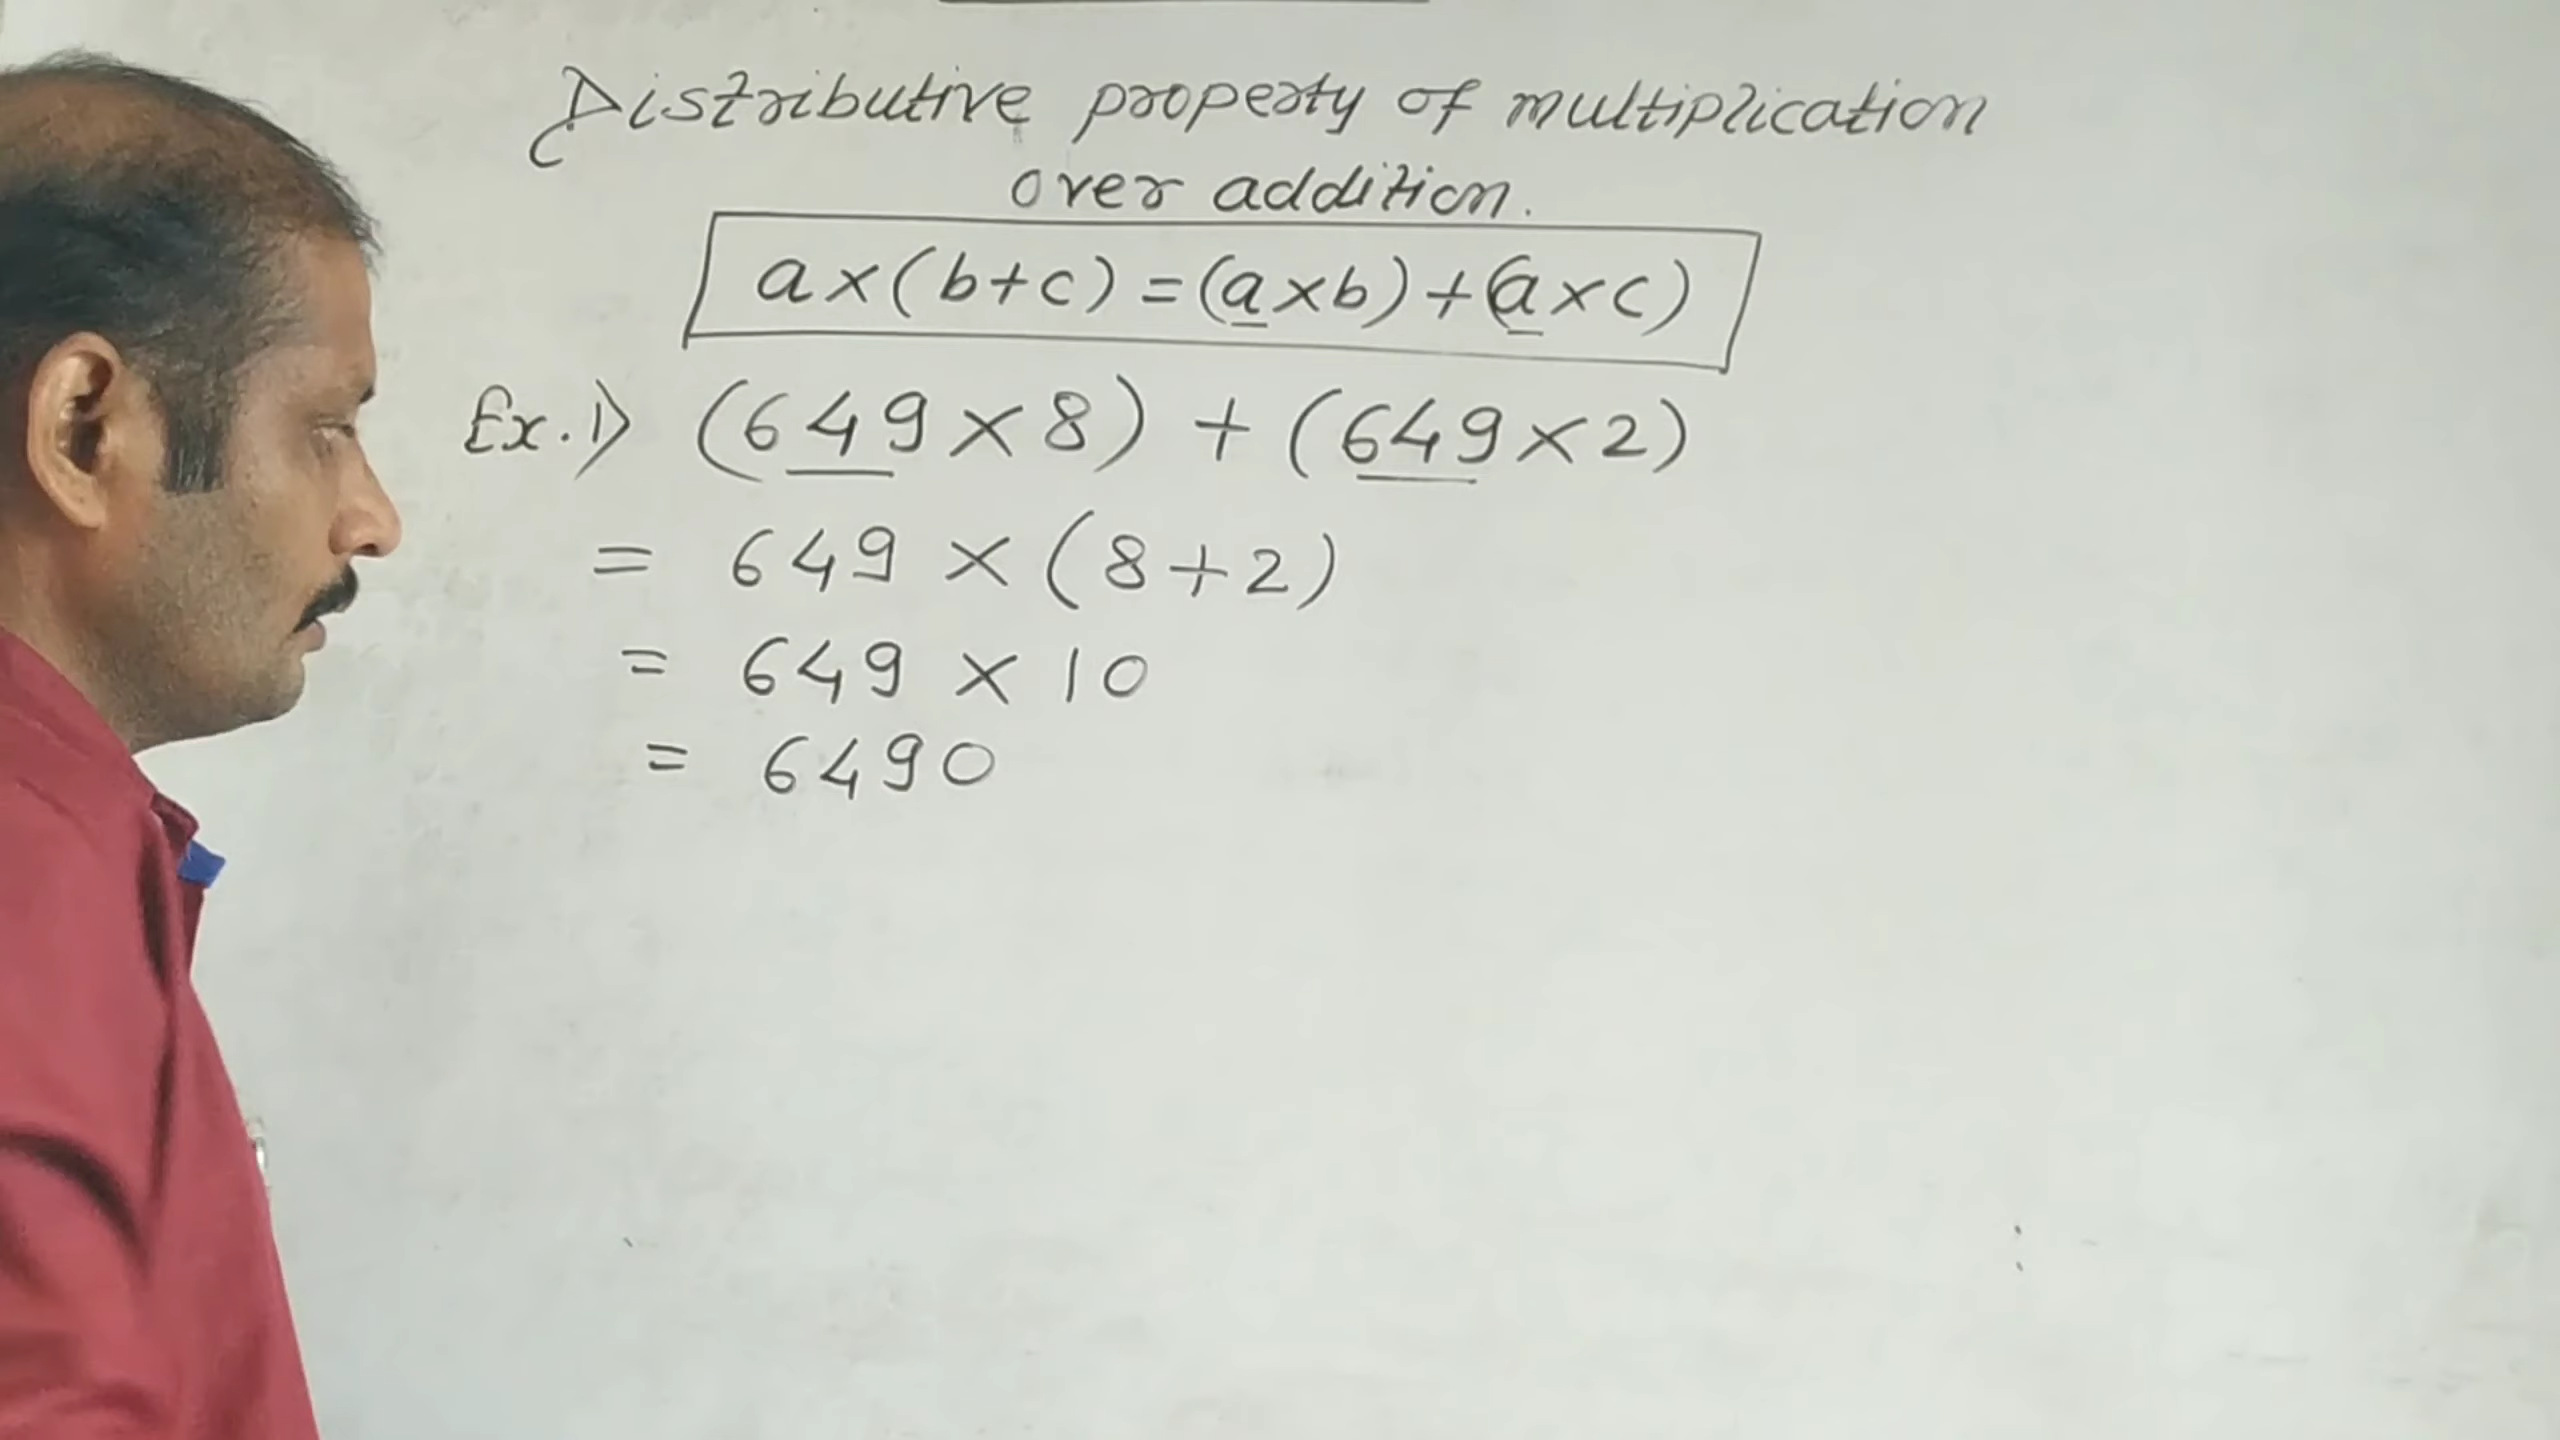 Distributive property of multiplication
over addition.
a×(b+c)=(a×b)+(a×c)
Ex.1) (649×8)+(649×2)
= 649×(8+2)
= 649 × 10
= 6490